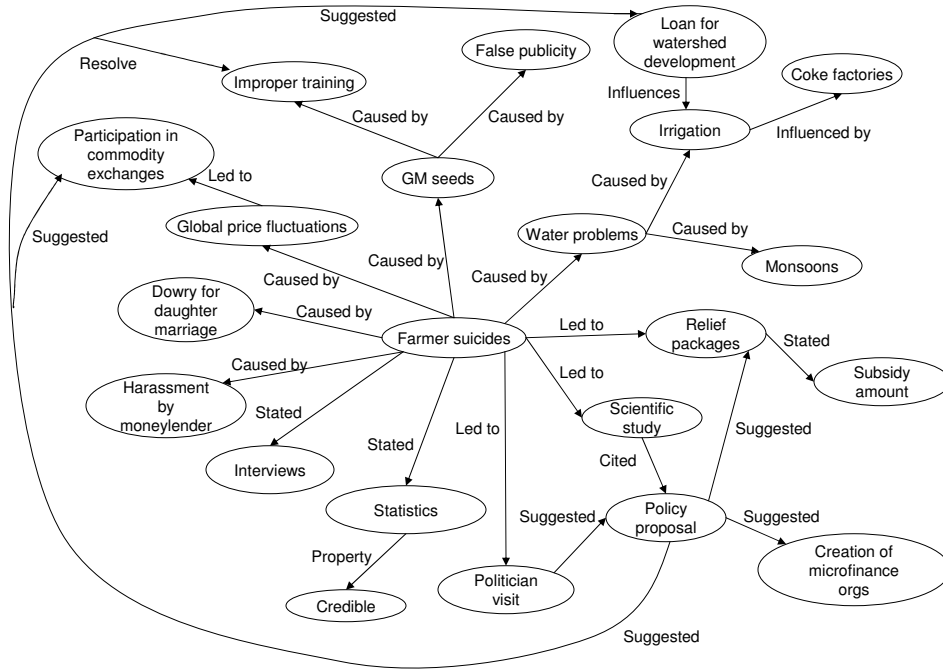 Suggested
Loan for
watershed
development
False publicity
Resolve
Improper training
Coke factories
Influences
Participation in
commodity
exchanges
Caused by
Caused by
Irrigation
Influenced by
Led to
GM seeds
Caused by
Global price fluctuations
Suggested
Water problems
Caused by
Caused by
Monsoons
Caused by
Caused by
Dowry for
daughter
marriage
Caused by
Farmer suicides
Led to
Relief
packages
Stated
Caused by
Harassment
by
moneylender
Led to
Subsidy
amount
Stated
Scientific
study
Stated
Led to
Suggested
Interviews
Cited
Statistics
Suggested
Policy
proposal
Suggested
Property
Politician
visit
Creation of
microfinance
orgs
Credible
Suggested